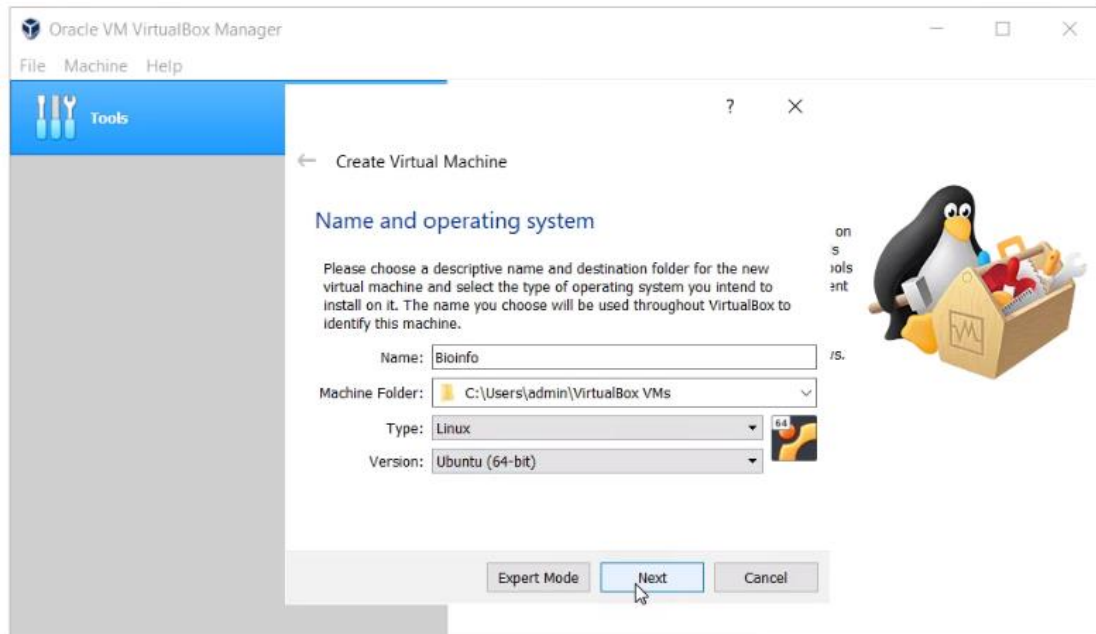 Oracle VM VirtualBox Manager
File Machine Help
Tools
?
Create Virtual Machine
Name and operating system
Please choose a descriptive name and destination folder for the new
virtual machine and select the type of operating system you intend to
install on it. The name you choose will be used throughout VirtualBox to
identify this machine.
Name: Bioinfo
Machine Folder: C:\Users\admin\VirtualBox VMs
Type: Linux
64
Version: Ubuntu (64-bit)
Expert Mode Next Cancel
on